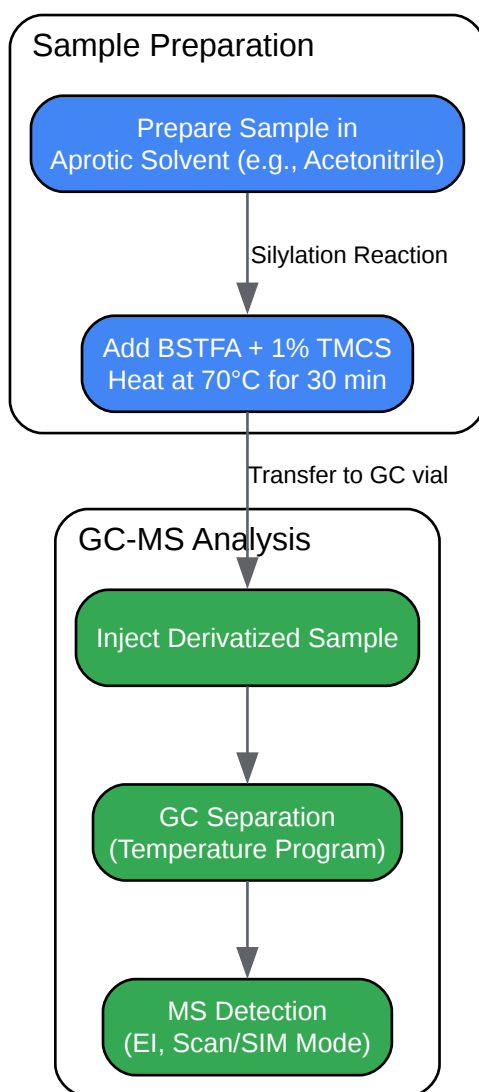 Sample Preparation
Prepare Sample in
Aprotic Solvent (e.g., Acetonitrile)
Silylation Reaction
Add BSTFA + 1% TMCS
Heat at 70°C for 30 min
Transfer to GC vial
GC-MS Analysis
Inject Derivatized Sample
GC Separation
(Temperature Program)
MS Detection
(EI, Scan/SIM Mode)